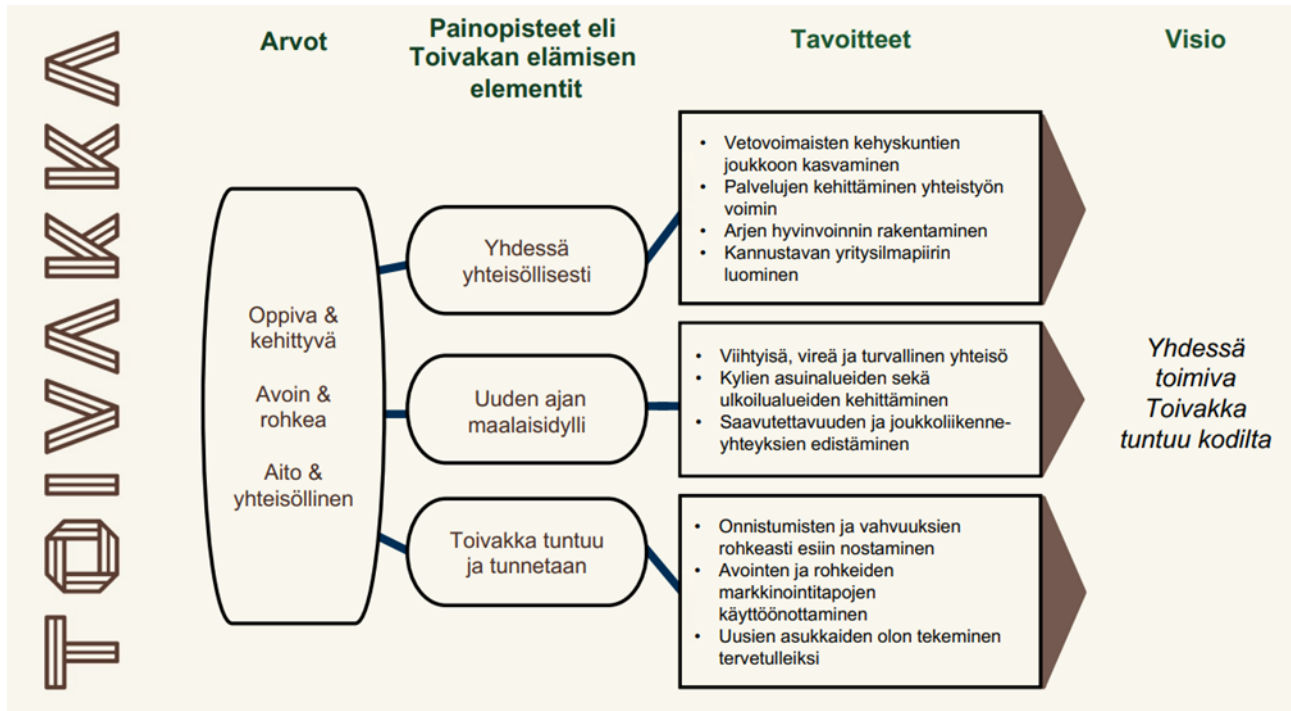 TOIVAKKA
Arvot
Painopisteet eli
Toivakan elämisen
elementit
Tavoitteet
Visio
Oppiva &
kehittyvä
Avoin &
rohkea
Aito &
yhteisöllinen
Yhdessä
yhteisöllisesti
Uuden ajan
maalaisidylli
Toivakka tuntuu
ja tunnetaan
• Vetovoimaisten kehyskuntien
joukkoon kasvaminen
• Palvelujen kehittäminen yhteistyön
voimin
• Arjen hyvinvoinnin rakentaminen
• Kannustavan yritysilmapiirin
luominen
• Viihtyisä, vireä ja turvallinen yhteisö
• Kylien asuinalueiden sekä
ulkoilualueiden kehittäminen
• Saavutettavuuden ja joukkoliikenne-
yhteyksien edistäminen
• Onnistumisten ja vahvuuksien
rohkeasti esiin nostaminen
• Avointen ja rohkeiden
markkinointitapojen
käyttöönottaminen
• Uusien asukkaiden olon tekeminen
tervetulleiksi
Yhdessä
toimiva
Toivakka
tuntuu kodilta